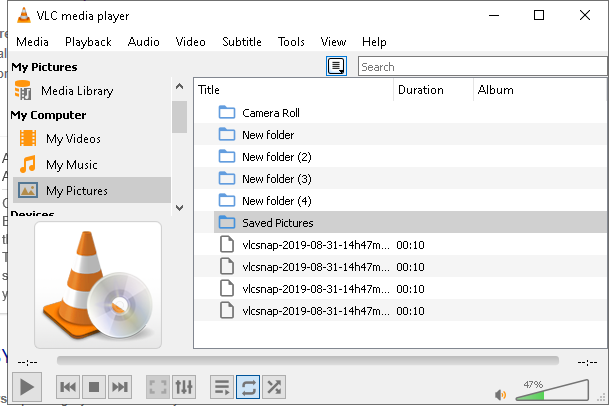 VLC media player
Media Playback Audio Video Subtitle Tools View Help
My Pictures
Search
Media Library
My Computer
My Videos
My Music
My Pictures
Devices
Title Duration Album
Camera Roll
New folder
New folder (2)
New folder (3)
New folder (4)
Saved Pictures
vlcsnap-2019-08-31-14h47m... 00:10
vlcsnap-2019-08-31-14h47m... 00:10
vlcsnap-2019-08-31-14h47m... 00:10
vlcsnap-2019-08-31-14h47m... 00:10
--:-- --:--
47%